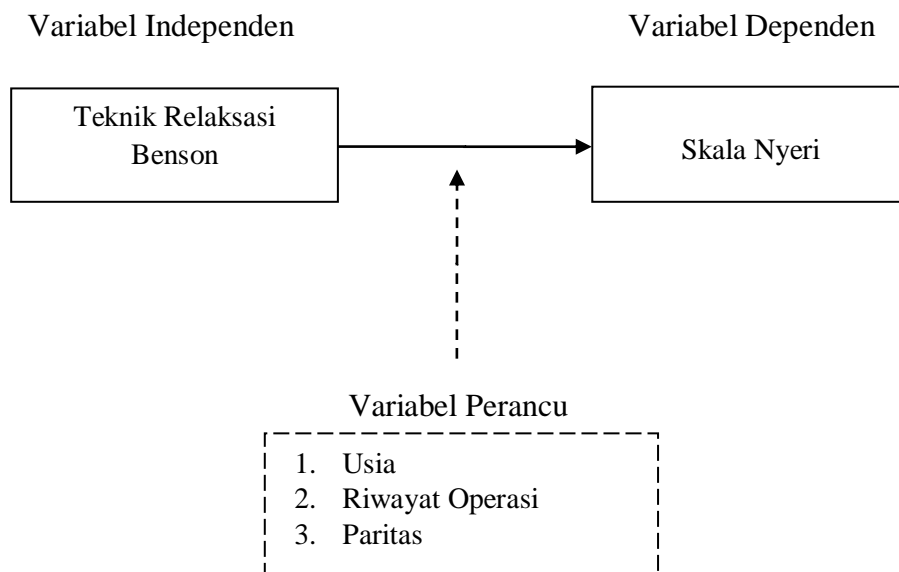 Variabel Independen
Variabel Dependen
Teknik Relaksasi
Benson
Skala Nyeri
Variabel Perancu
1. Usia
2. Riwayat Operasi
3. Paritas